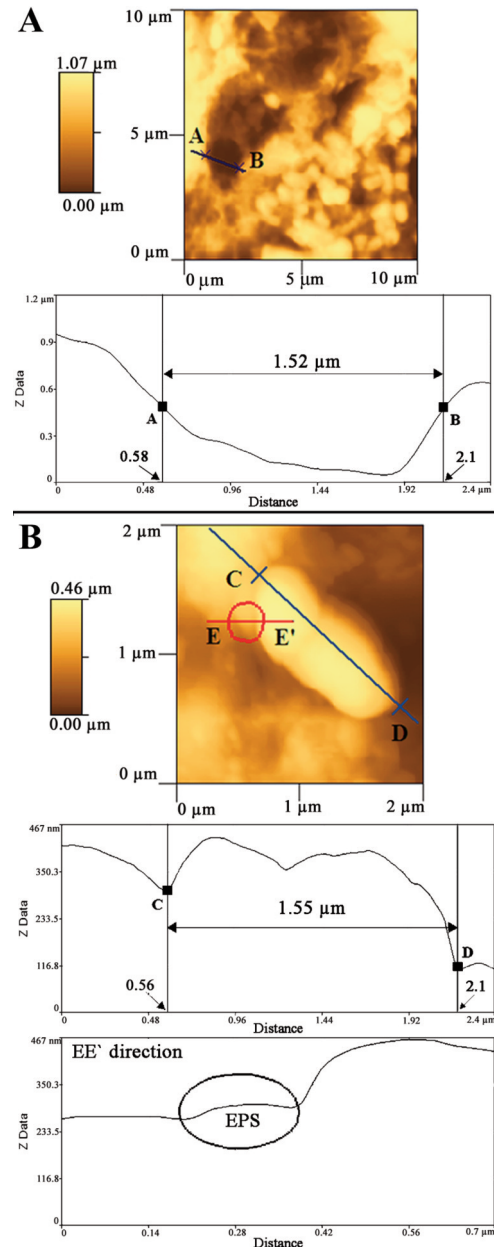 A
10 µm
1.07 µm
5 µm
A
B
0.00 µm
0 µm
0 µm
5 µm
10 µm
1.2 µm
0.9
0.6
0.3
0
Z Data
1.52 µm
A
B
0.58
2.1
0
0.48
0.96
1.44
1.92
2.4 µm
Distance
B
2 µm
0.46 µm
C
E
E'
1 µm
D
0.00 µm
0 µm
0 µm
1 µm
2 µm
467 nm
350.3
233.5
116.8
0
Z Data
C
1.55 µm
D
0.56
2.1
0
0.48
0.96
1.44
1.92
2.4 µm
Distance
467 nm
EE` direction
350.3
233.5
116.8
0
Z Data
EPS
0
0.14
0.28
0.42
0.56
0.7 µm
Distance